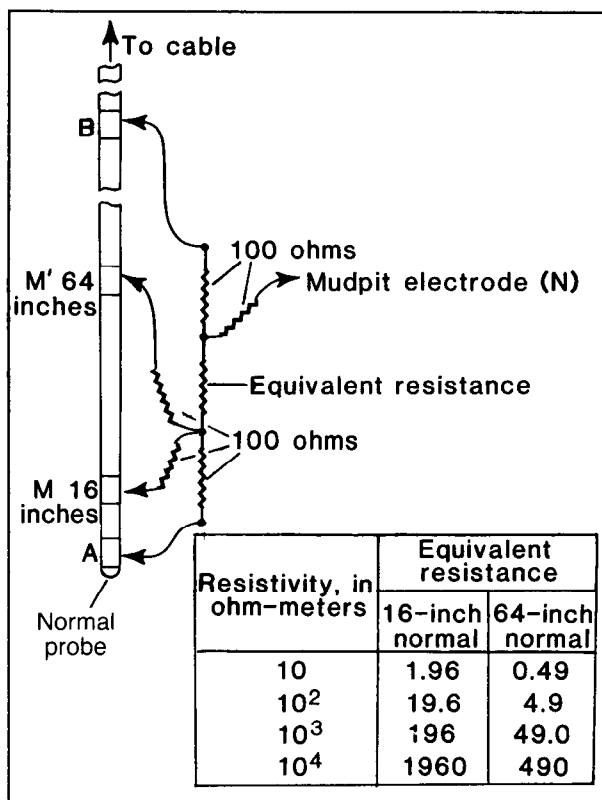 To cable
B
100 ohms
M' 64
inches
Mudpit electrode (N)
Equivalent resistance
100 ohms
M 16
inches
A
Normal
probe
Resistivity, in
ohm-meters
Equivalent
resistance
16-inch
normal
64-inch
normal
10 1.96 0.49
10² 19.6 4.9
10³ 196 49.0
10⁴ 1960 490